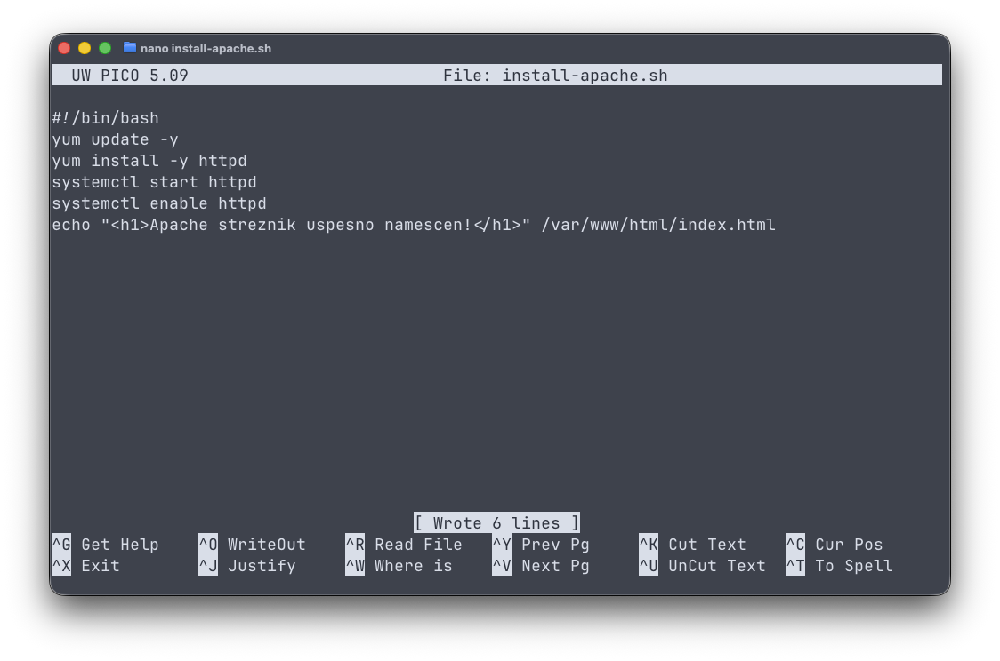 nano install-apache.sh
UW PICO 5.09 File: install-apache.sh
#!/bin/bash
yum update -y
yum install -y httpd
systemctl start httpd
systemctl enable httpd
echo "<h1>Apache streznik uspesno namescen!</h1>" /var/www/html/index.html
[ Wrote 6 lines ]
^G Get Help ^O WriteOut ^R Read File ^Y Prev Pg ^K Cut Text ^C Cur Pos
^X Exit ^J Justify ^W Where is ^V Next Pg ^U UnCut Text ^T To Spell